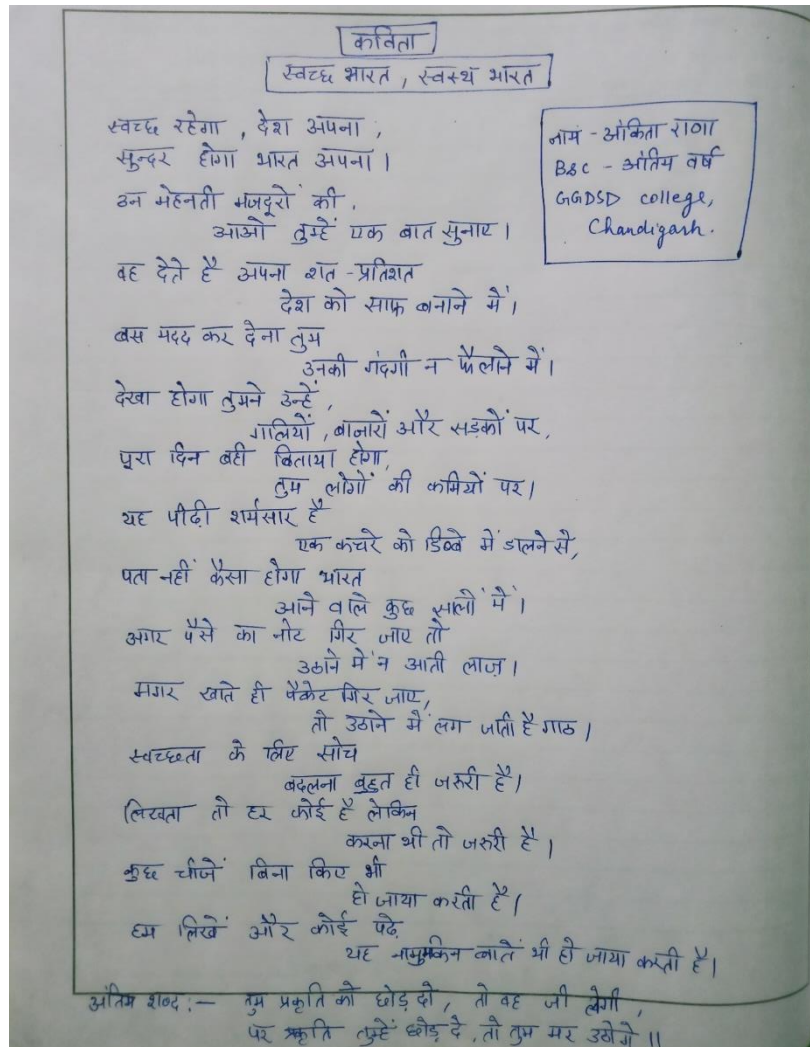 कविता
स्वच्छ भारत, स्वस्थ भारत
नाम - अंकिता राणा
BSc - अंतिम वर्ष
GGDSD college,
Chandigarh.
स्वच्छ रहेगा, देश अपना,
सुन्दर होगा भारत अपना।
उन मेहनती मजदूरों की,
आओ तुम्हें एक बात सुनाए।
वह देते है अपना शत-प्रतिशत
देश को साफ़ बनाने में।
बस मदद कर देना तुम
उनकी गंदगी न फैलाने में।
देखा होगा तुमने उन्हें,
गालियों, बाजारों और सड़कों पर,
पूरा दिन वही बिताया होगा,
तुम लोगों की कमियों पर।
यह पीढ़ी शर्मसार है
एक कचरे को डिब्बे में डालने से,
पता नहीं कैसा होगा भारत
आने वाले कुछ सालों में।
अगर पैसे का नोट गिर जाए तो
उठाने में न आती लाज़।
मगर खाते ही पैकेट गिर जाए,
तो उठाने में लग जाती है गाठ।
स्वच्छता के लिए सोच
बदलना बुहुत ही जरुरी है।
लिखता तो हर कोई है लेकिन
करना भी तो जरुरी है।
कुछ चीजें बिना किए भी
हो जाया करती है।
हम लिखें और कोई पढे,
यह नामुमकिन बातें भी हो जाया करती है।
अंतिम शब्द :- तुम प्रकृति को छोड़ दो, तो वह जी लेगी,
पर प्रकृति तुम्हें छोड़ दे, तो तुम मर उठोगे॥